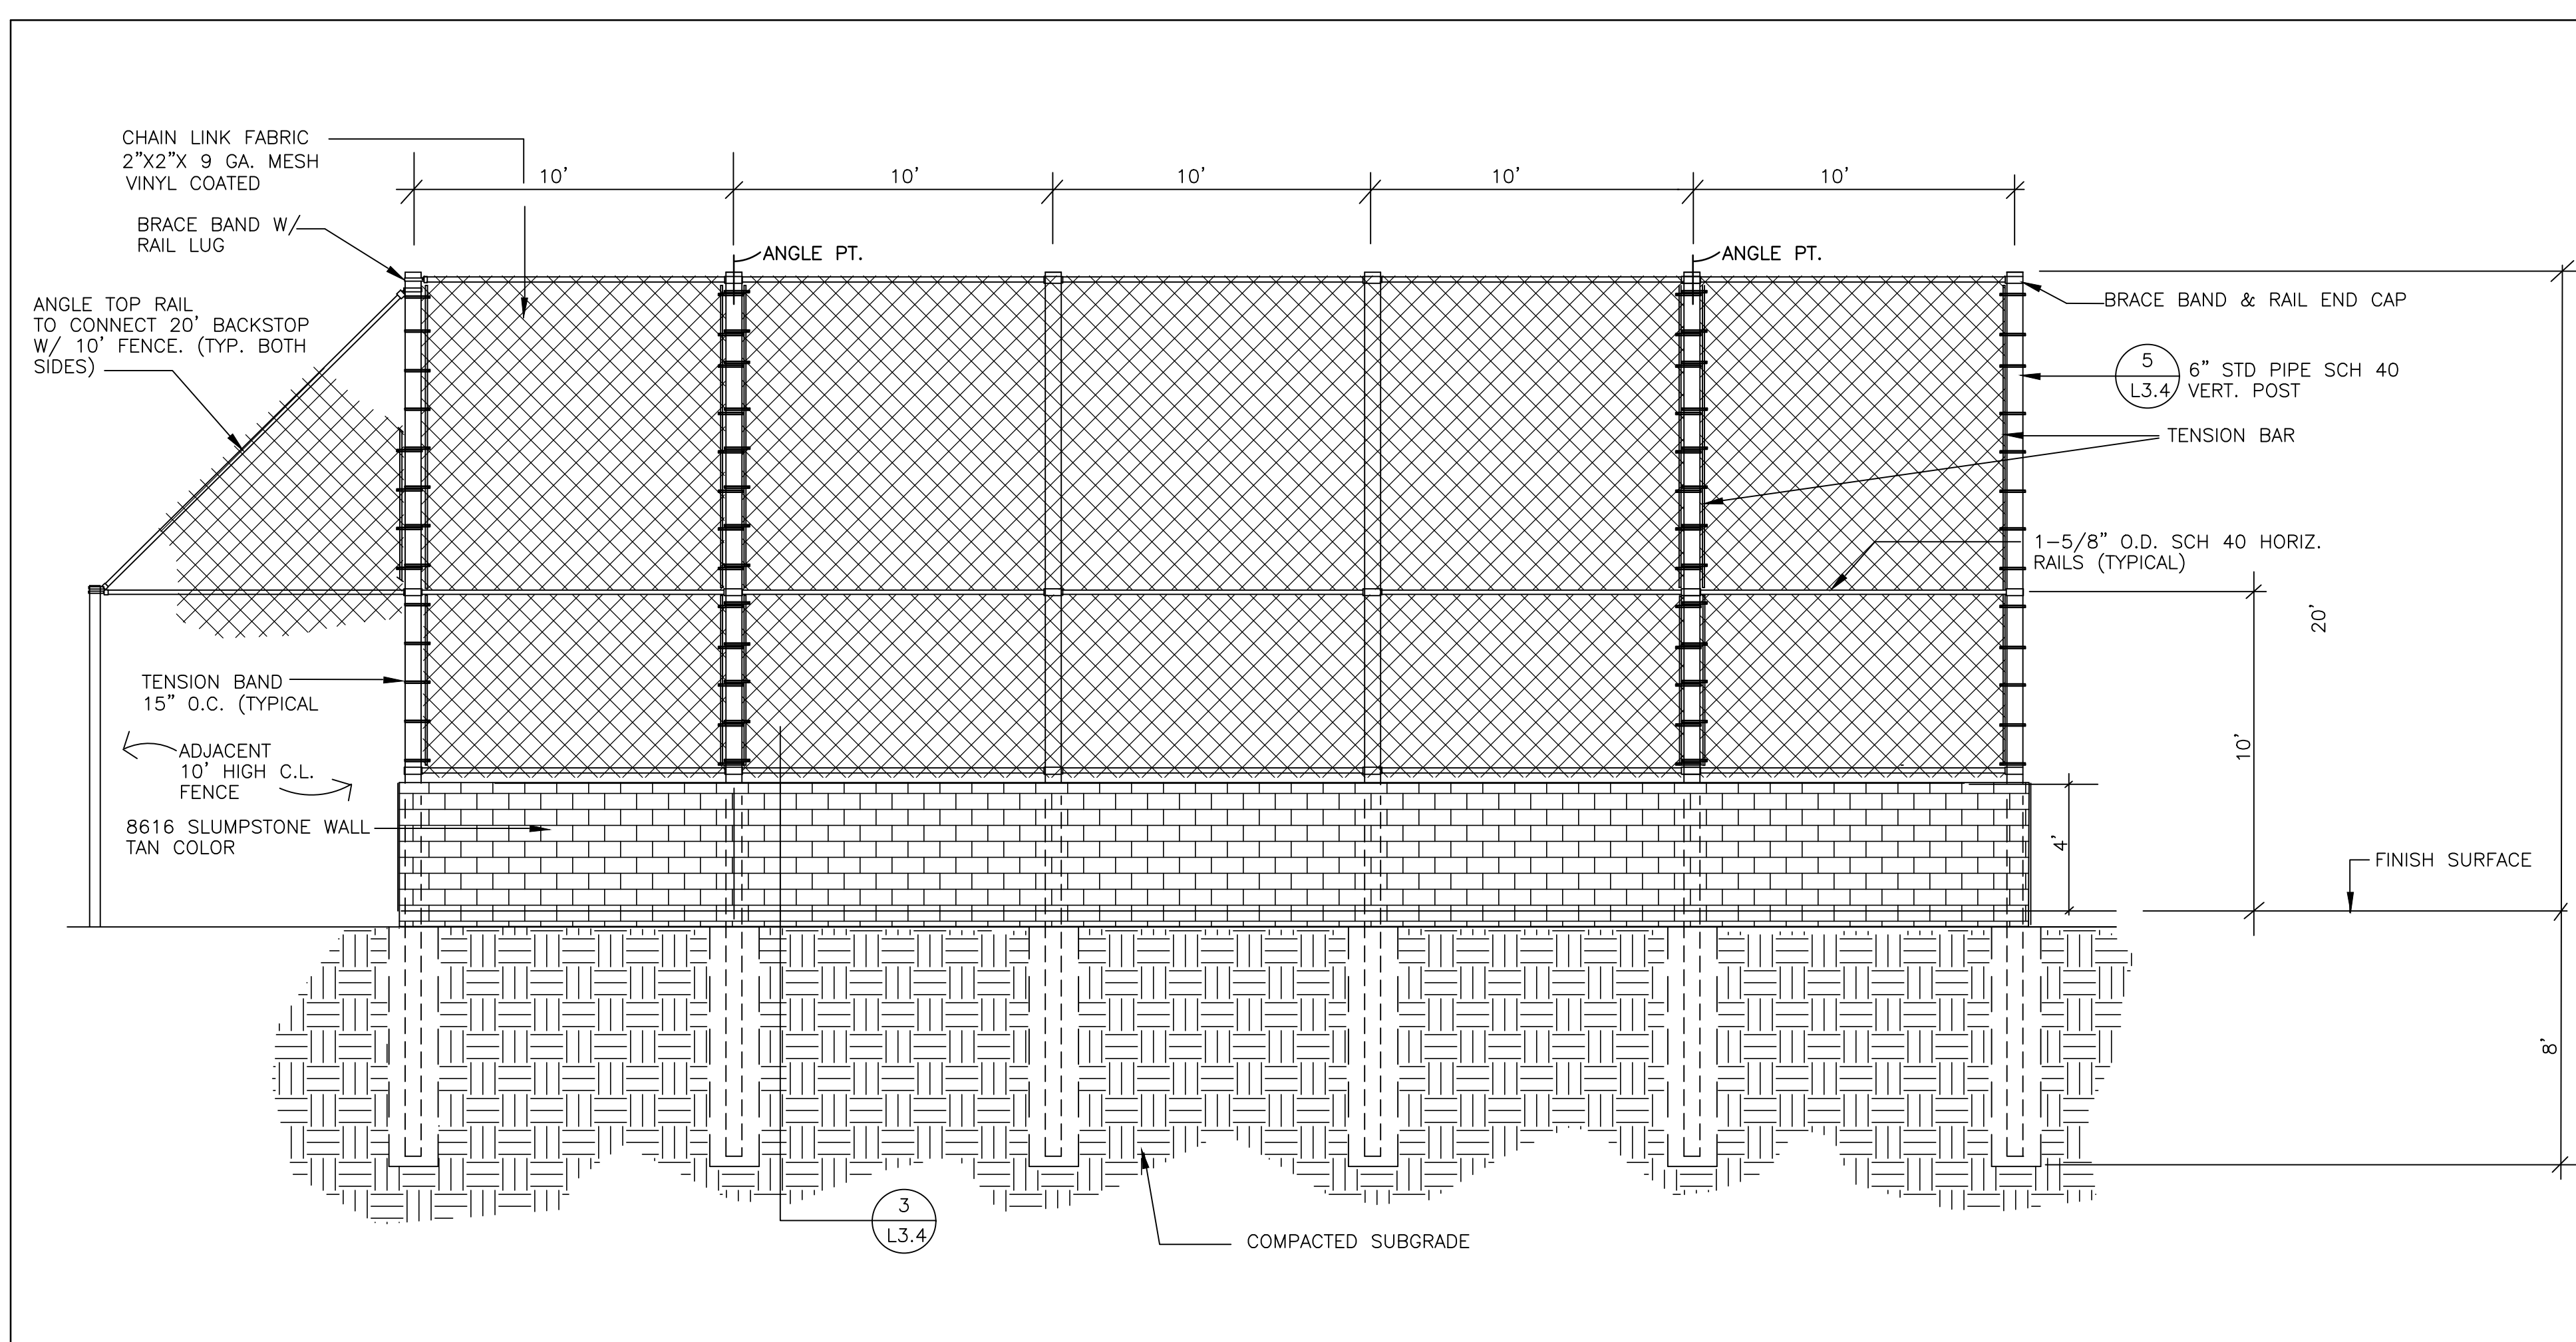 CHAIN LINK FABRIC
2"X2"X 9 GA. MESH
VINYL COATED
10'
10'
10'
10'
10'
BRACE BAND W/
RAIL LUG
ANGLE PT.
ANGLE PT.
ANGLE TOP RAIL
TO CONNECT 20' BACKSTOP
W/ 10' FENCE. (TYP. BOTH
SIDES)
BRACE BAND & RAIL END CAP
5
L3.4
6" STD PIPE SCH 40
VERT. POST
TENSION BAR
1-5/8" O.D. SCH 40 HORIZ.
RAILS (TYPICAL)
20'
TENSION BAND
15" O.C. (TYPICAL
10'
ADJACENT
10' HIGH C.L.
FENCE
8616 SLUMPSTONE WALL
TAN COLOR
4'
FINISH SURFACE
8'
3
L3.4
COMPACTED SUBGRADE